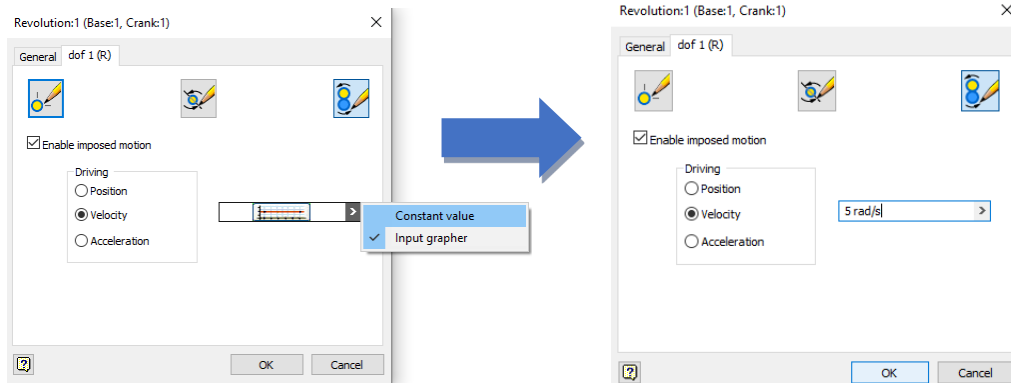 Revolution:1 (Base:1, Crank:1)
General dof 1 (R)
Enable imposed motion
Driving
Position
Velocity
Acceleration
Constant value
Input grapher
OK Cancel
Revolution:1 (Base:1, Crank:1)
General dof 1 (R)
Enable imposed motion
Driving
Position
Velocity
5 rad/s
Acceleration
OK Cancel